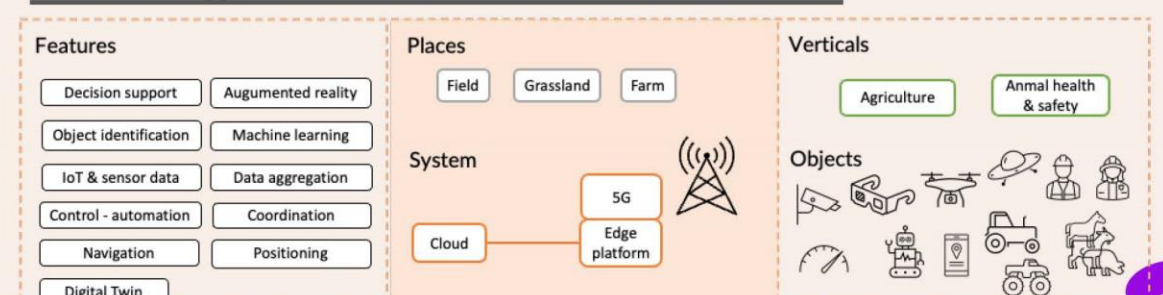 Features
Decision support
Augumented reality
Object identification
Machine learning
IoT & sensor data
Data aggregation
Control - automation
Coordination
Navigation
Positioning
Digital Twin
Places
Field
Grassland
Farm
System
5G
Cloud
Edge
platform
Verticals
Agriculture
Anmal health
& safety
Objects